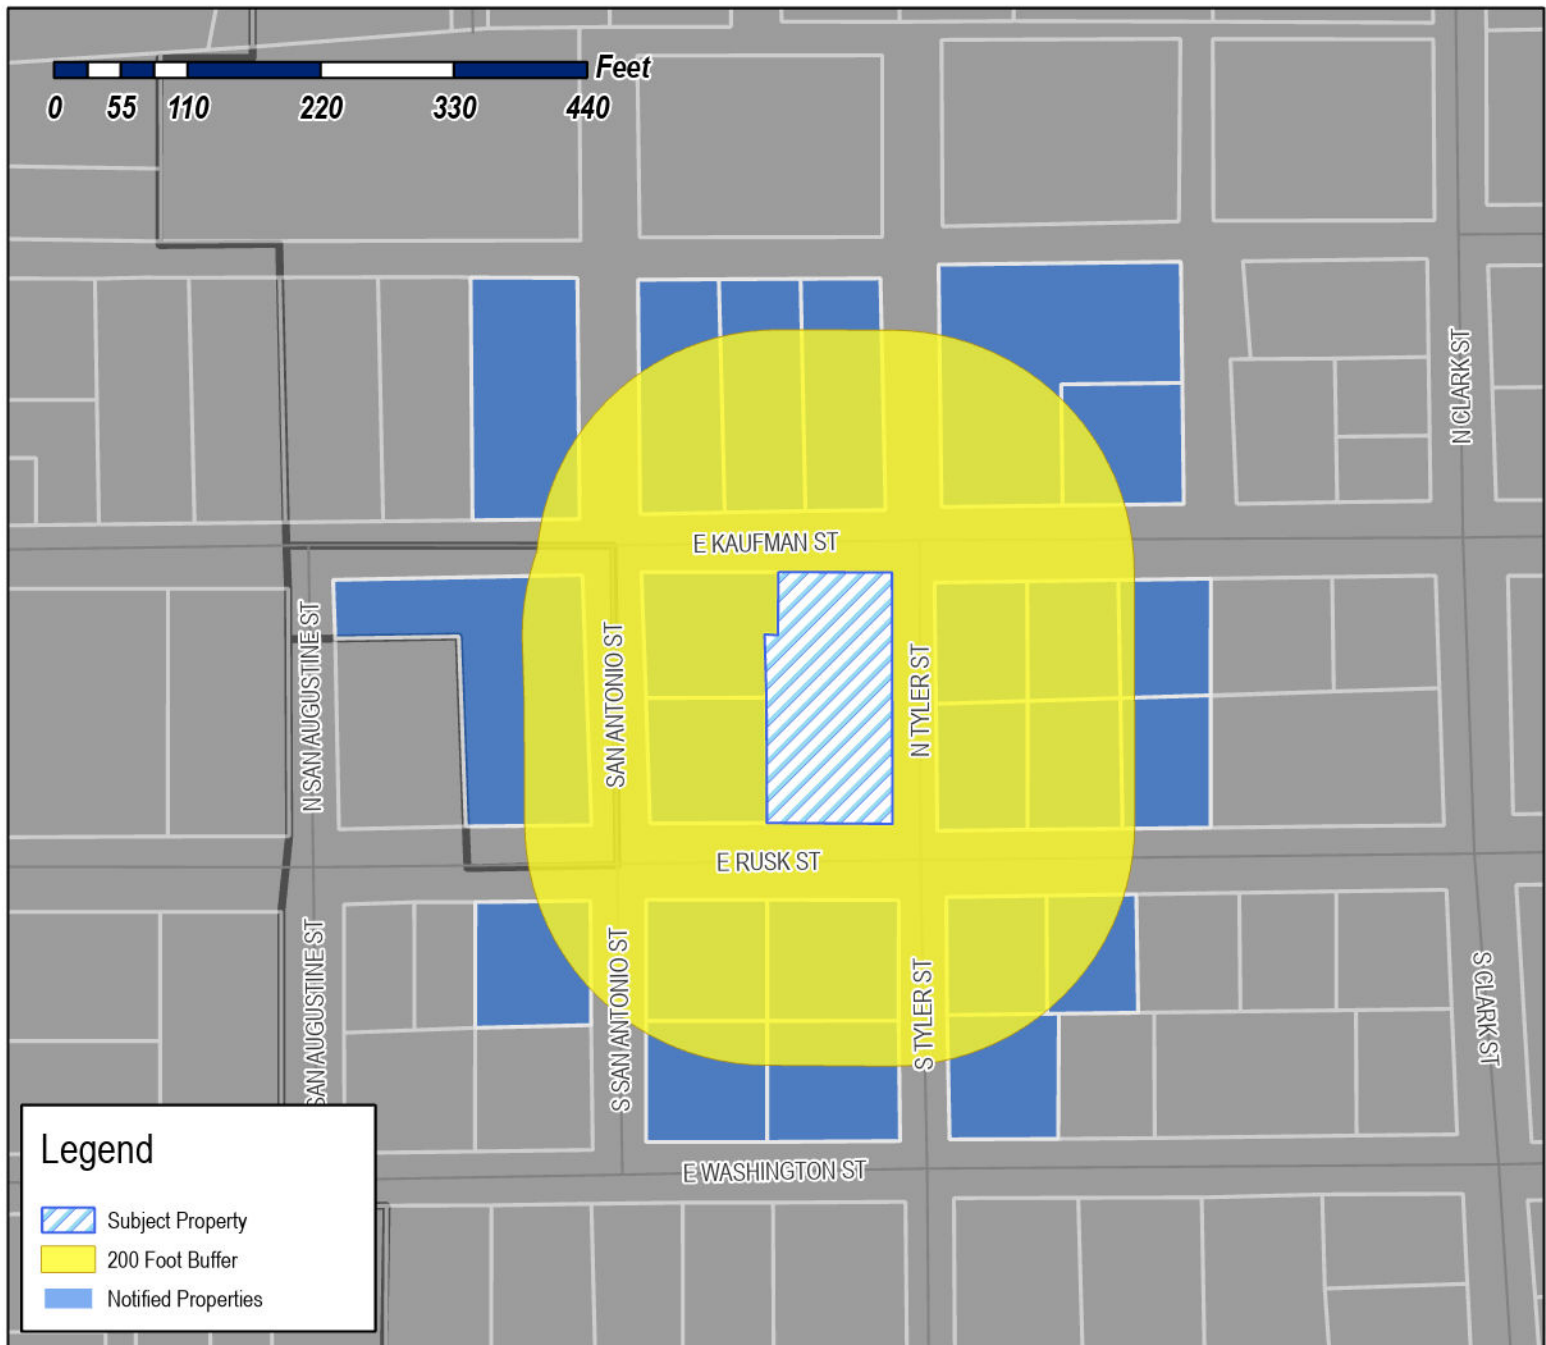 Feet
0 55 110 220 330 440
N CLARK ST
E KAUFMAN ST
N SAN AUGUSTINE ST
SAN ANTONIO ST
N TYLER ST
E RUSK ST
SAN AUGUSTINE ST
S SAN ANTONIO ST
S TYLER ST
S CLARK ST
E WASHINGTON ST
Legend
Subject Property
200 Foot Buffer
Notified Properties